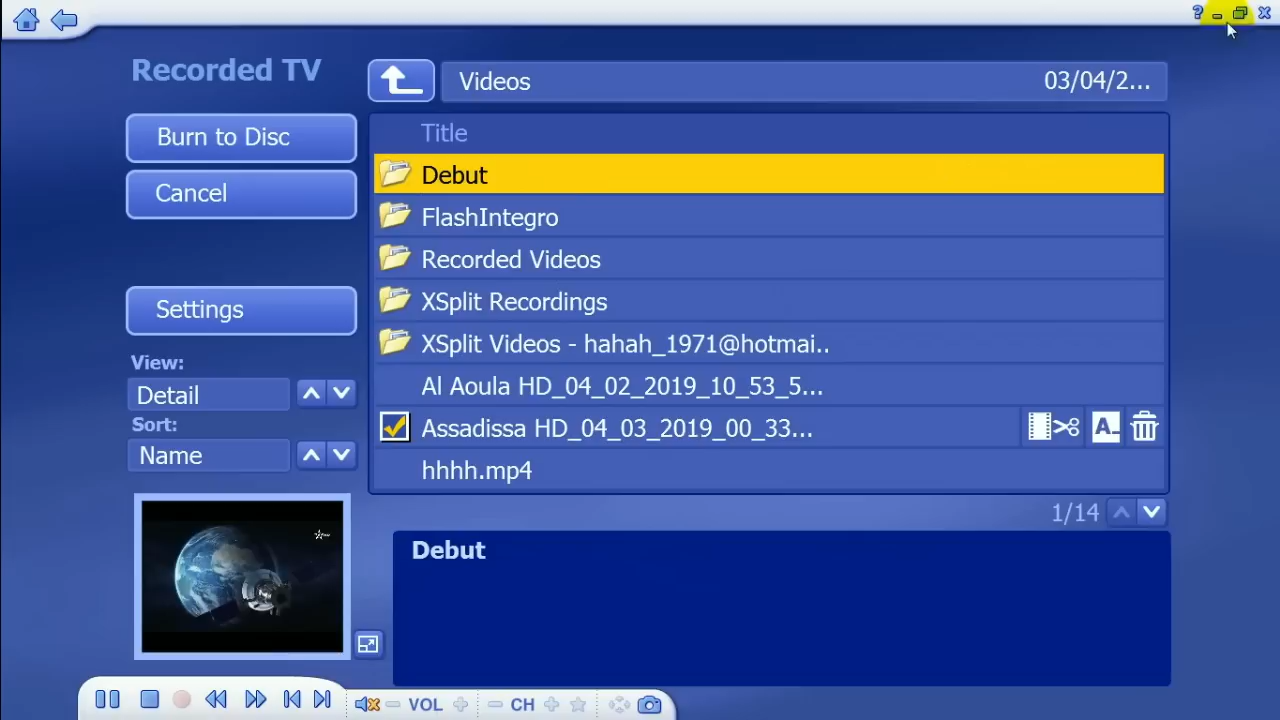 ?
Recorded TV
Videos
03/04/2...
Burn to Disc
Cancel
Settings
View:
Detail
Sort:
Name
Title
Debut
FlashIntegro
Recorded Videos
XSplit Recordings
XSplit Videos - hahah_1971@hotmai..
Al Aoula HD_04_02_2019_10_53_5...
Assadissa HD_04_03_2019_00_33...
A_
hhhh.mp4
1/14
Debut
VOL
CH